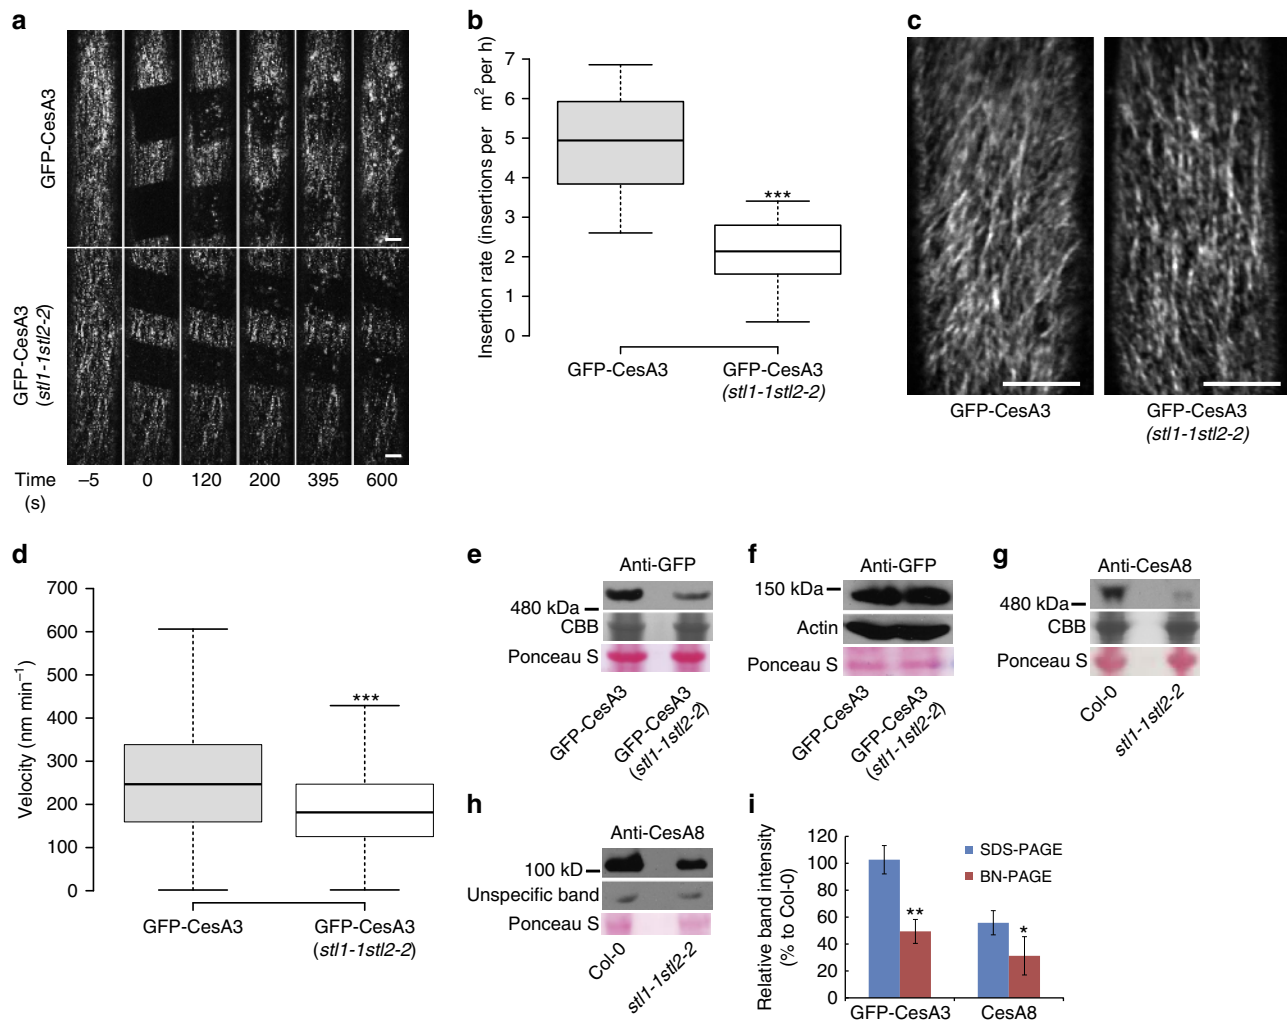 a
GFP-CesA3
GFP-CesA3
(stl1-1stl2-2)
Time
(s)
–5 0 120 200 395 600
b
Insertion rate (insertions per m² per h)
7
6
5
4
3
2
1
0
***
GFP-CesA3
GFP-CesA3
(stl1-1stl2-2)
c
GFP-CesA3
GFP-CesA3
(stl1-1stl2-2)
d
Velocity (nm min⁻¹)
700
600
500
400
300
200
100
0
***
GFP-CesA3
GFP-CesA3
(stl1-1stl2-2)
e
Anti-GFP
480 kDa
CBB
Ponceau S
GFP-CesA3
GFP-CesA3
(stl1-1stl2-2)
f
Anti-GFP
150 kDa
Actin
Ponceau S
GFP-CesA3
GFP-CesA3
(stl1-1stl2-2)
g
Anti-CesA8
480 kDa
CBB
Ponceau S
Col-0
stl1-1stl2-2
h
Anti-CesA8
100 kD
Unspecific band
Ponceau S
Col-0
stl1-1stl2-2
i
Relative band intensity
(% to Col-0)
120
100
80
60
40
20
0
SDS-PAGE
BN-PAGE
**
*
GFP-CesA3
CesA8